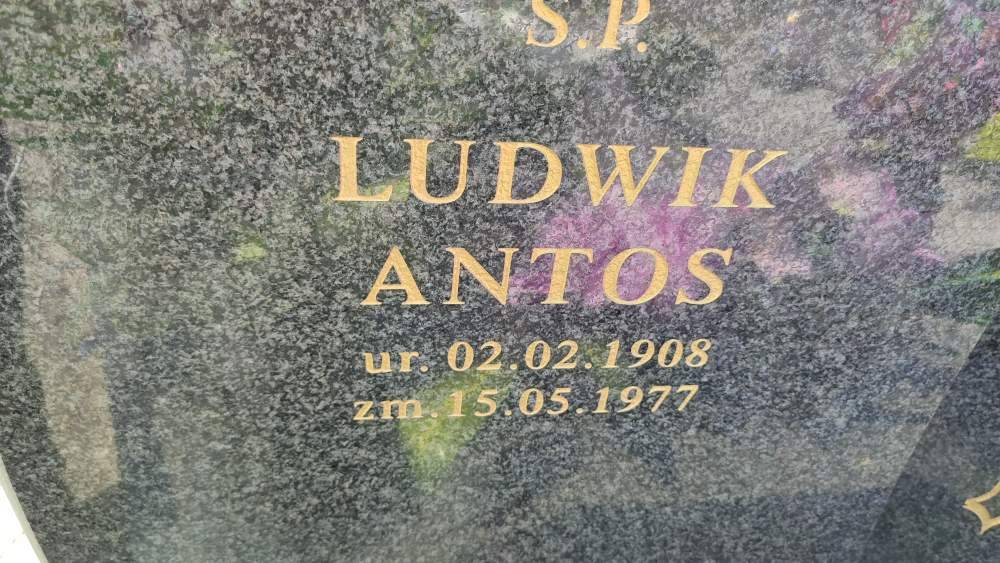 S.P.
LUDWIK
ANTOS
ur. 02.02.1908
zm.15.05.1977